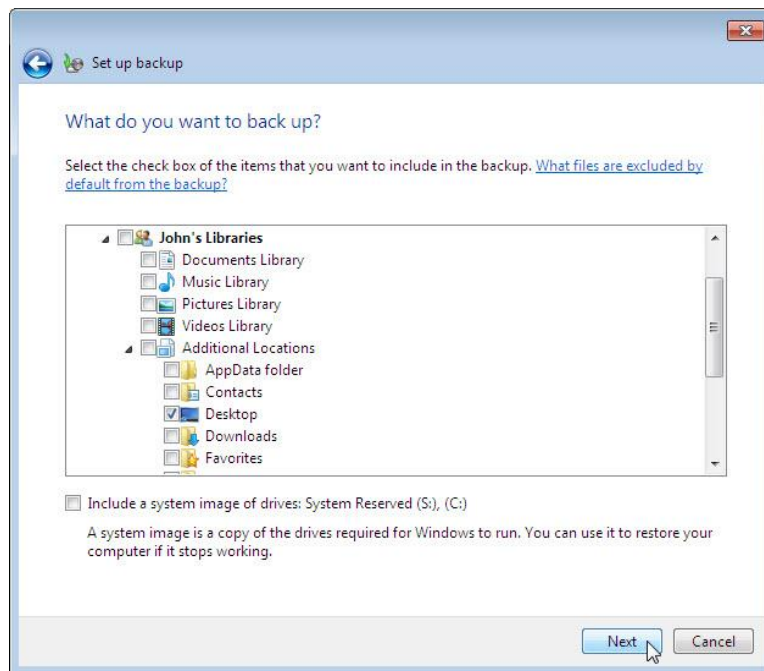 Set up backup
What do you want to back up?
Select the check box of the items that you want to include in the backup. What files are excluded by
default from the backup?
John's Libraries
Documents Library
Music Library
Pictures Library
Videos Library
Additional Locations
AppData folder
Contacts
Desktop
Downloads
Favorites
Include a system image of drives: System Reserved (S:), (C:)
A system image is a copy of the drives required for Windows to run. You can use it to restore your
computer if it stops working.
Next Cancel